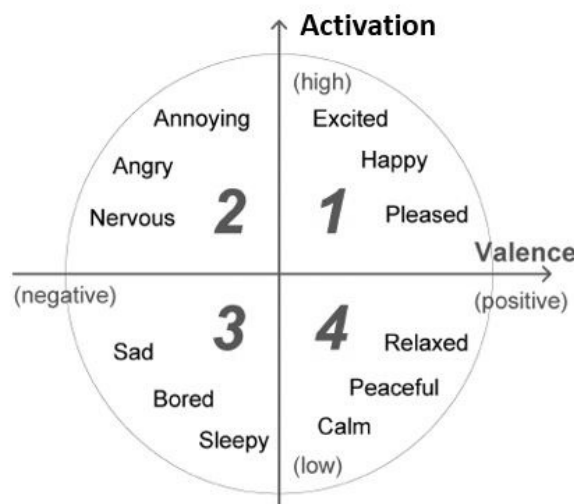 Activation
(high)
Annoying
Excited
Angry
Happy
Nervous
2
1
Pleased
Valence
(negative)
(positive)
3
4
Sad
Relaxed
Bored
Peaceful
Sleepy
Calm
(low)